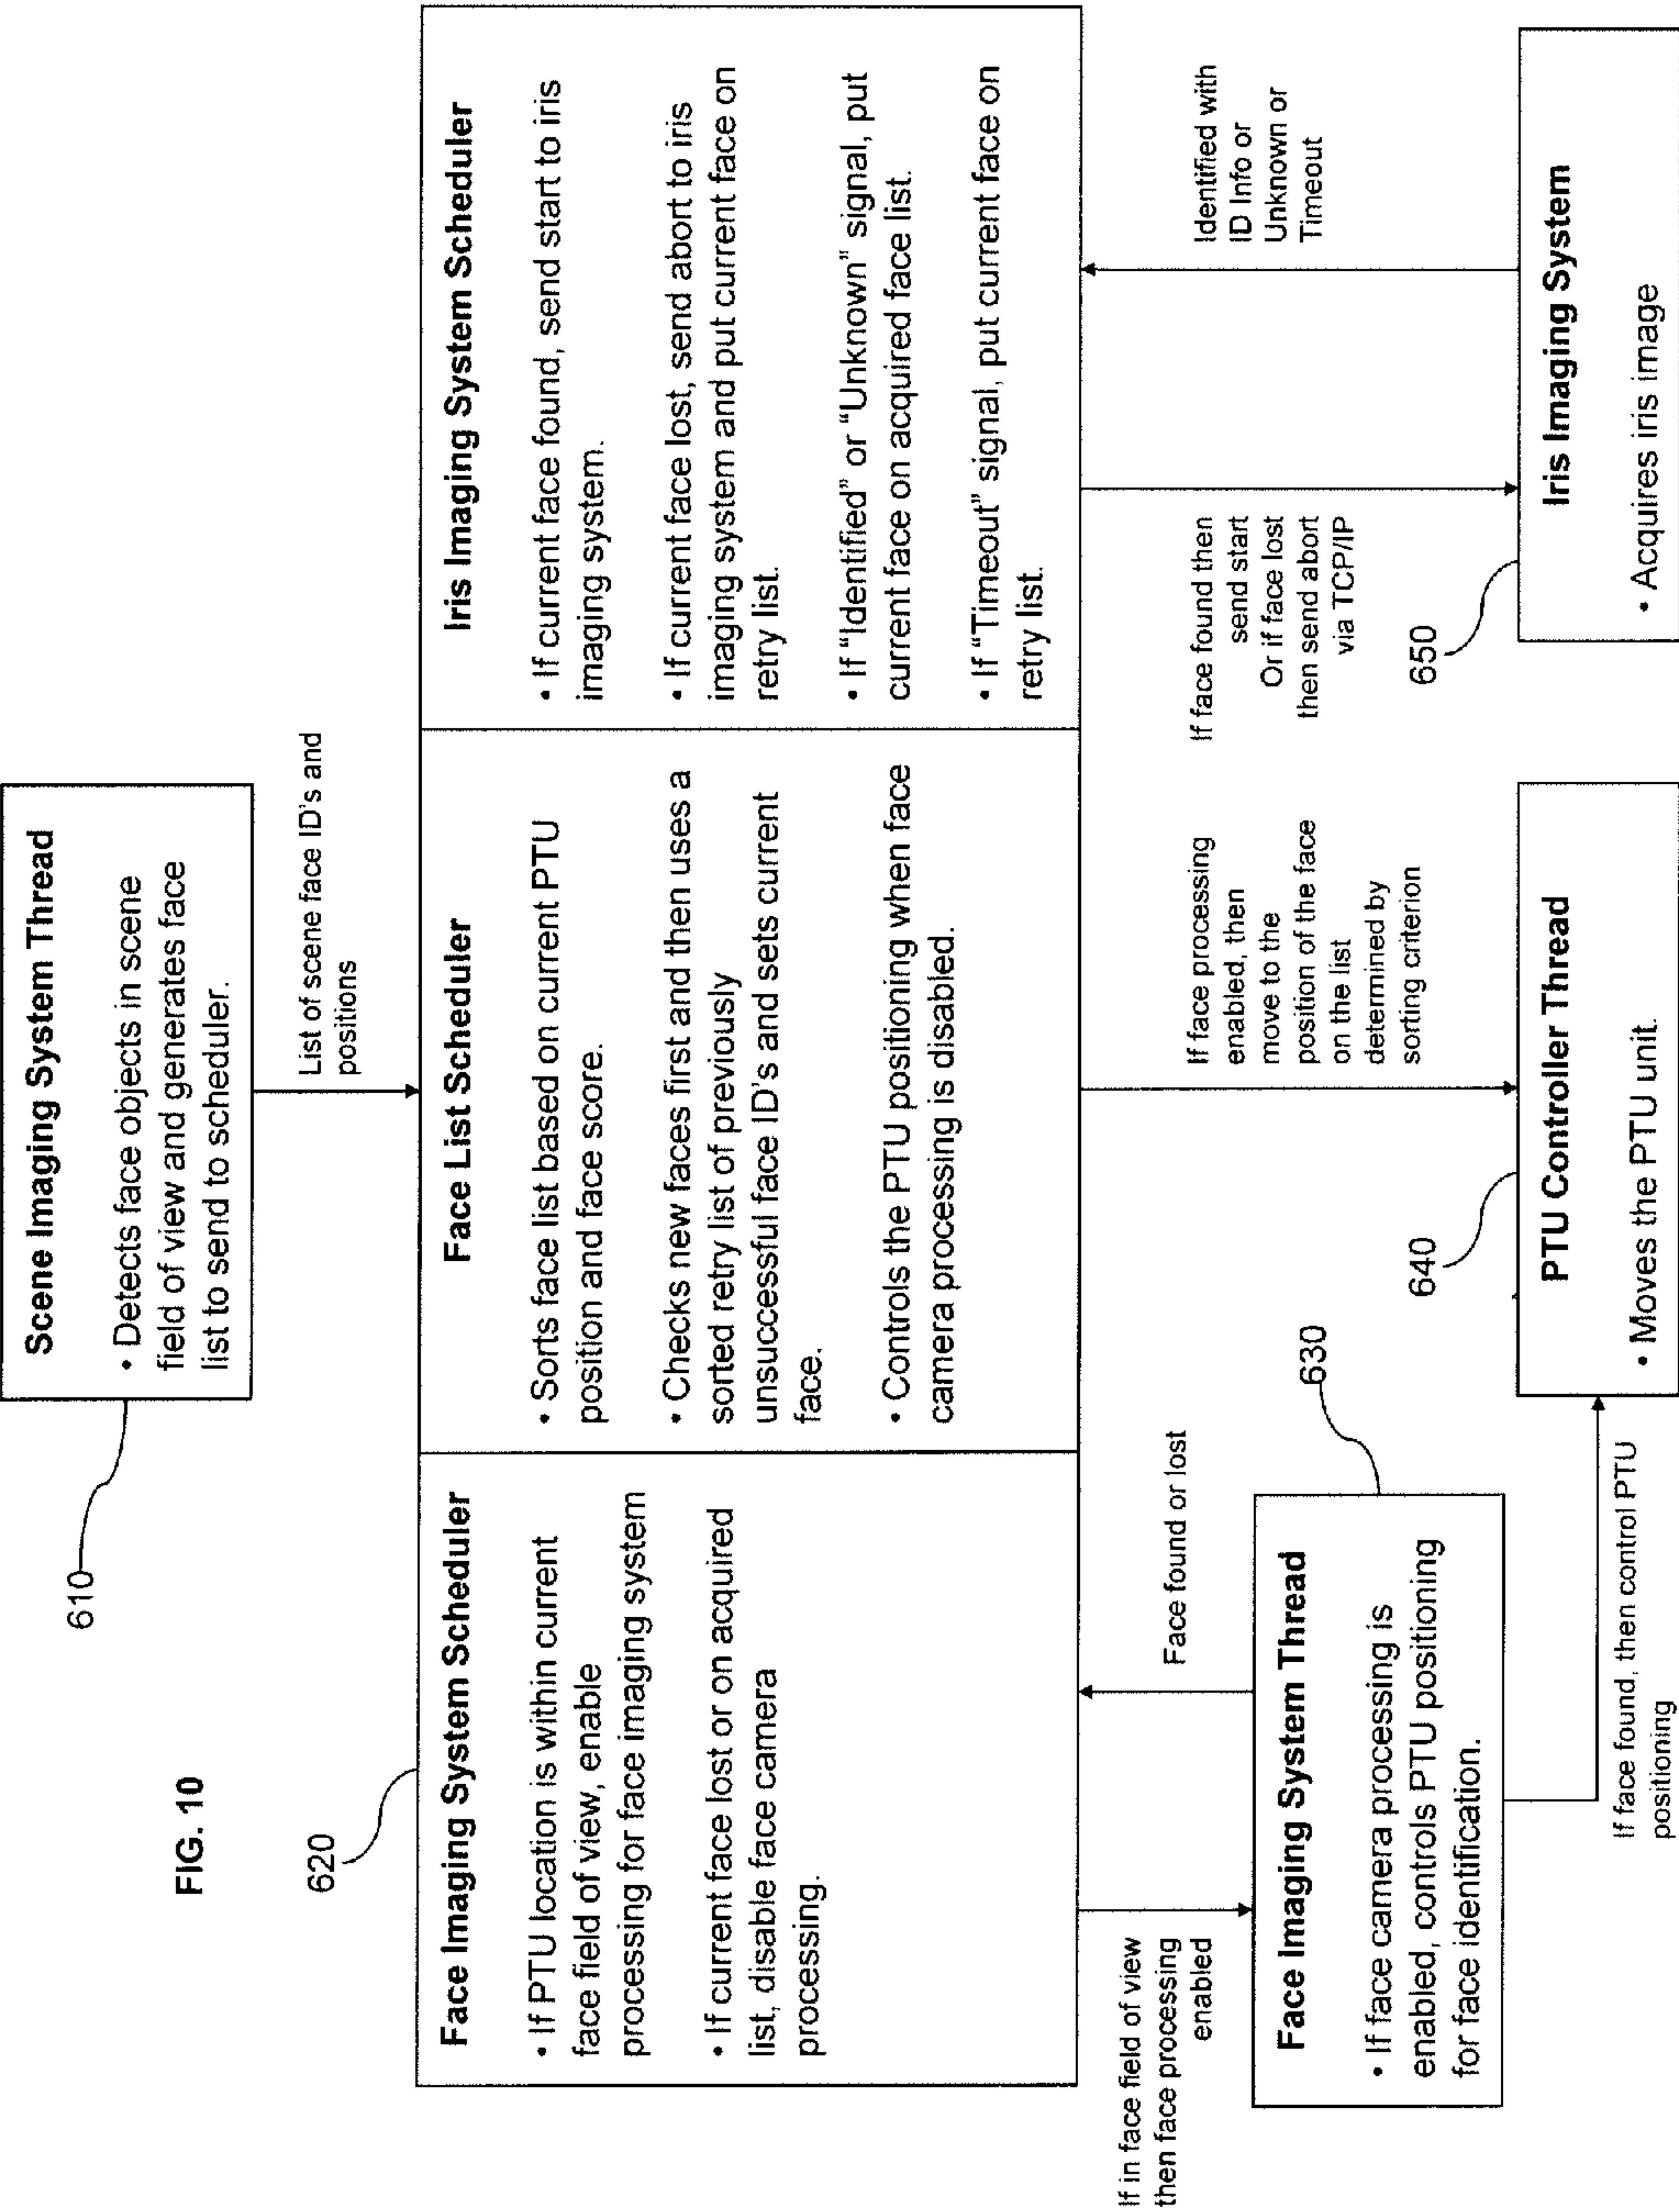 FIG. 10
610
Scene Imaging System Thread
• Detects face objects in scene
field of view and generates face
list to send to scheduler.
List of scene face ID's and
positions
620
Face Imaging System Scheduler
• If PTU location is within current
face field of view, enable
processing for face imaging system
• If current face lost or on acquired
list, disable face camera
processing.
Face List Scheduler
• Sorts face list based on current PTU
position and face score.
• Checks new faces first and then uses a
sorted retry list of previously
unsuccessful face ID's and sets current
face.
• Controls the PTU positioning when face
camera processing is disabled.
Iris Imaging System Scheduler
• If current face found, send start to iris
imaging system.
• If current face lost, send abort to iris
imaging system and put current face on
retry list.
• If "Identified" or "Unknown" signal, put
current face on acquired face list.
• If "Timeout" signal, put current face on
retry list.
If in face field of view
then face processing
enabled
Face found or lost
If face processing
enabled, then
move to the
position of the face
on the list
determined by
sorting criterion
If face found then
send start
Or if face lost
then send abort
via TCP/IP
Identified with
ID Info or
Unknown or
Timeout
630
Face Imaging System Thread
• If face camera processing is
enabled, controls PTU positioning
for face identification.
If face found, then control PTU
positioning
640
PTU Controller Thread
• Moves the PTU unit.
650
Iris Imaging System
• Acquires iris image